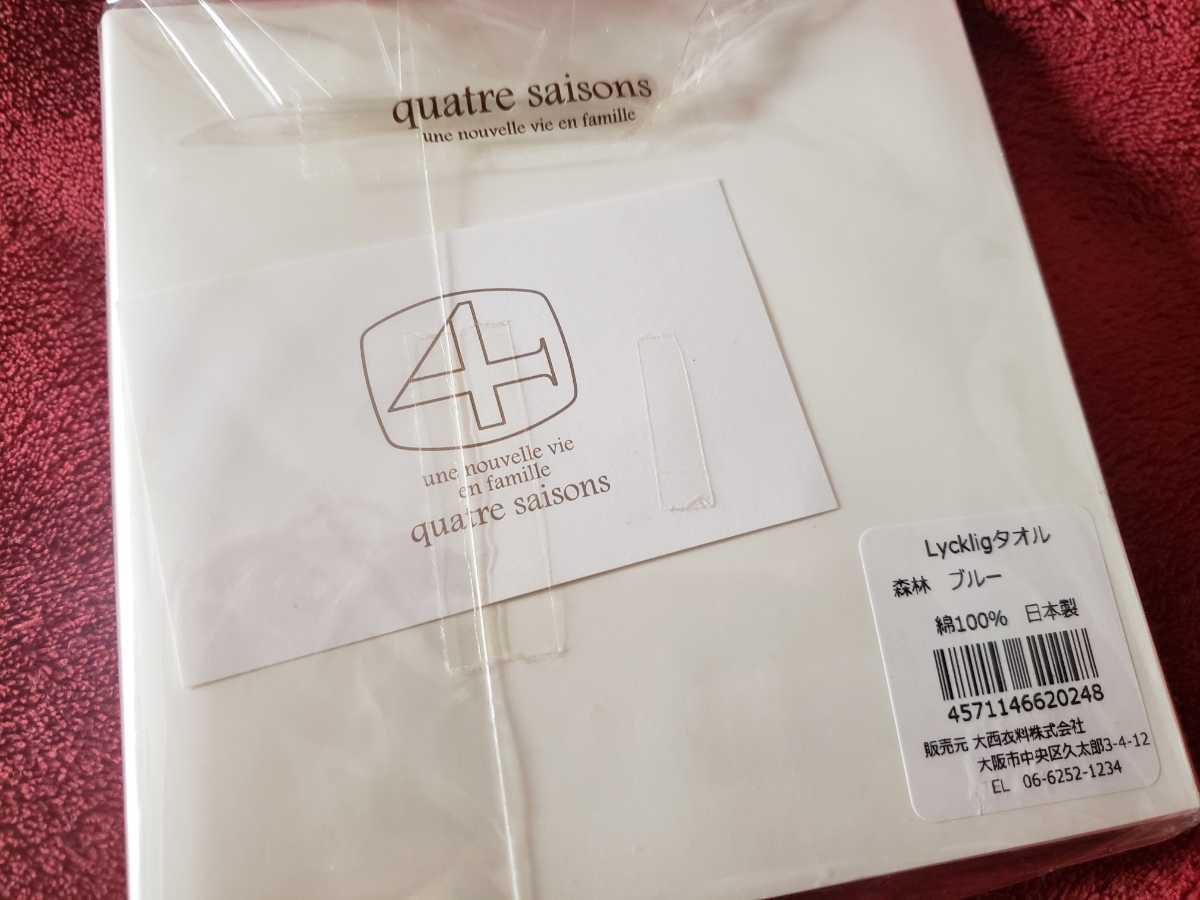 quatre saisons
une nouvelle vie en famille
4
une nouvelle vie
en famille
quatre saisons
Lyckligタオル
森林 ブルー
綿100% 日本製
4571146620248
販売元 大西衣料株式会社
大阪市中央区久太郎3-4-12
TEL 06-6252-1234